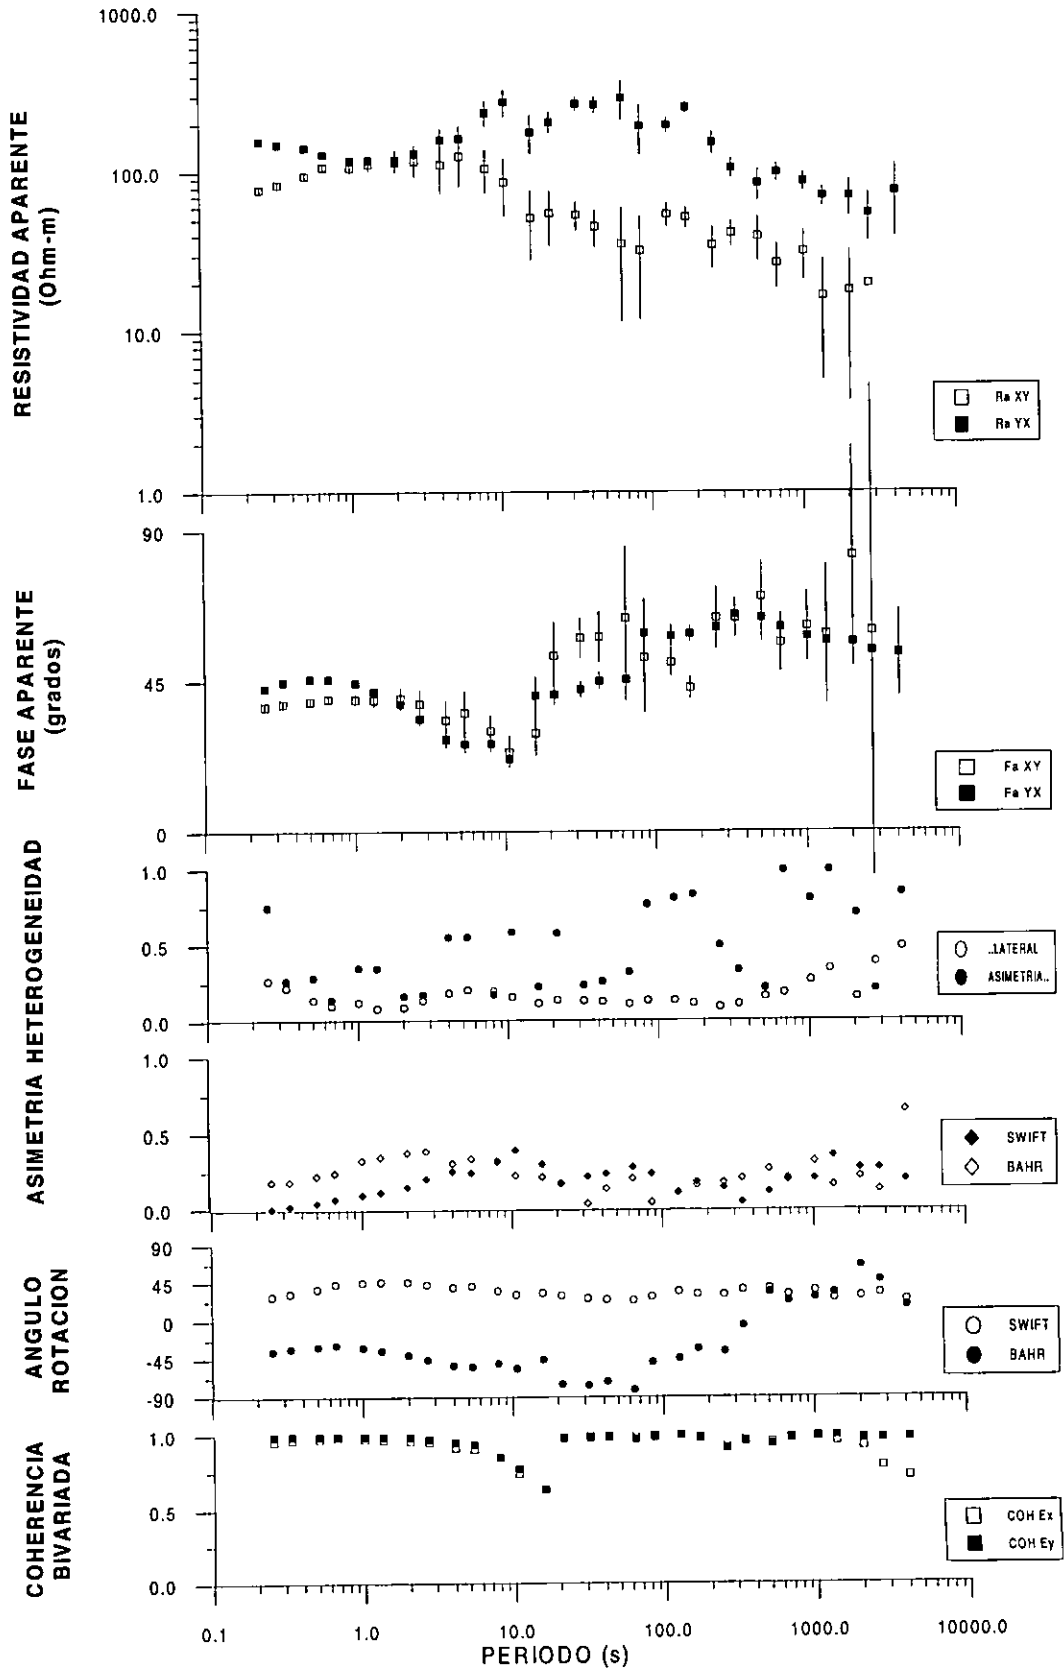 1000.0
100.0
10.0
1.0
RESISTIVIDAD APARENTE
(Ohm-m)
Ra XY
Ra YX
90
45
0
FASE APARENTE
(grados)
Fa XY
Fa YX
ASIMETRIA HETEROGENEIDAD
1.0
0.5
0.0
..LATERAL
ASIMETRIA..
1.0
0.5
0.0
SWIFT
BAHR
ANGULO
ROTACION
90
45
0
-45
-90
SWIFT
BAHR
COHERENCIA
BIVARIADA
1.0
0.5
0.0
COH Ex
COH Ey
0.1 1.0 10.0 100.0 1000.0 10000.0
PERIODO (s)